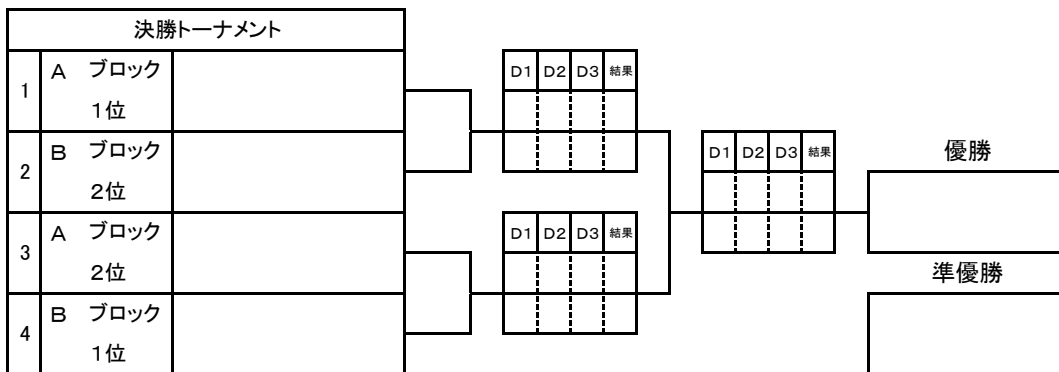 決勝トーナメント
1
A ブロック
1位
2
B ブロック
2位
3
A ブロック
2位
4
B ブロック
1位
D1 D2 D3 結果
D1 D2 D3 結果
D1 D2 D3 結果
優勝
準優勝